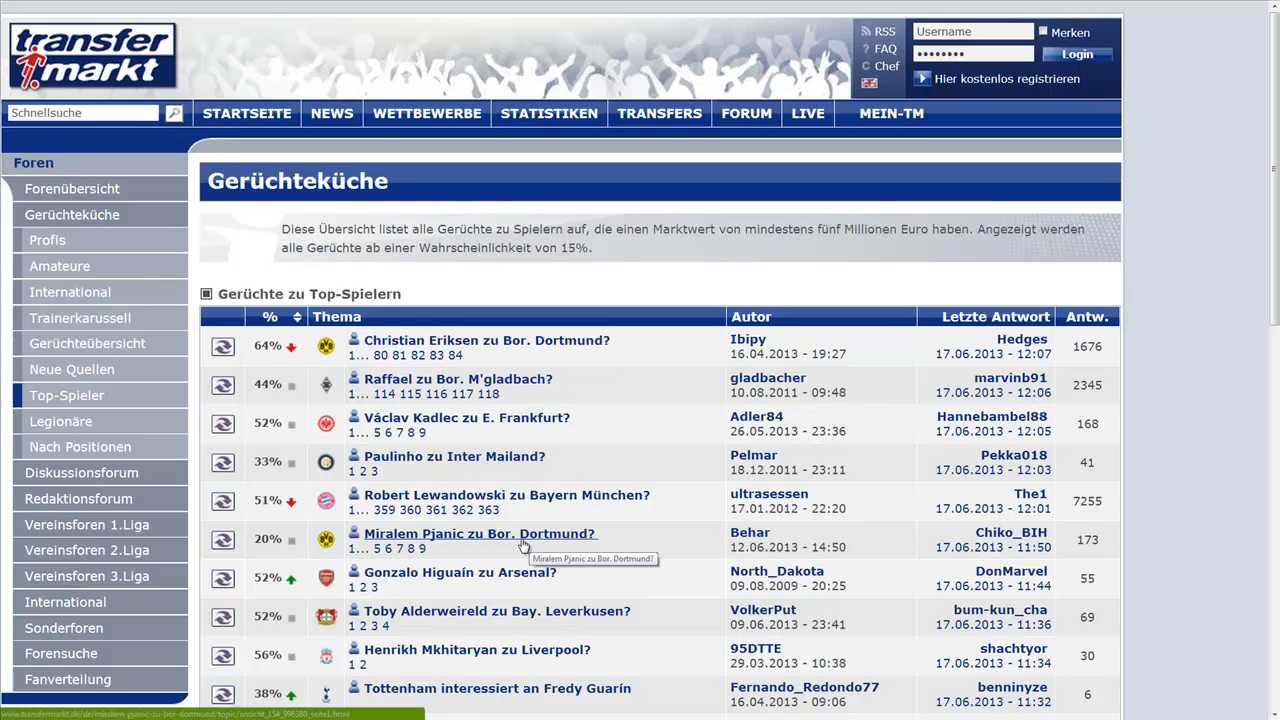 transfer
markt
RSS
? FAQ
C Chef
Username
Merken
••••••••
Login
Hier kostenlos registrieren
Schnellsuche
STARTSEITE NEWS WETTBEWERBE STATISTIKEN TRANSFERS FORUM LIVE MEIN-TM
Foren
Forenübersicht
Gerüchteküche
Profis
Amateure
International
Trainerkarussell
Gerüchteübersicht
Neue Quellen
Top-Spieler
Legionäre
Nach Positionen
Diskussionsforum
Redaktionsforum
Vereinsforen 1.Liga
Vereinsforen 2.Liga
Vereinsforen 3.Liga
International
Sonderforen
Forensuche
Fanverteilung
Gerüchteküche
Diese Übersicht listet alle Gerüchte zu Spielern auf, die einen Marktwert von mindestens fünf Millionen Euro haben. Angezeigt werden
alle Gerüchte ab einer Wahrscheinlichkeit von 15%.
Gerüchte zu Top-Spielern
% Thema Autor Letzte Antwort Antw.
64% Christian Eriksen zu Bor. Dortmund? Ibipy Hedges 1676
1... 80 81 82 83 84 16.04.2013 - 19:27 17.06.2013 - 12:07
44% Raffael zu Bor. M'gladbach? gladbacher marvinb91 2345
1... 114 115 116 117 118 10.08.2011 - 09:48 17.06.2013 - 12:06
52% Václav Kadlec zu E. Frankfurt? Adler84 Hannebambel88 168
1... 5 6 7 8 9 26.05.2013 - 23:36 17.06.2013 - 12:05
33% Paulinho zu Inter Mailand? Pelmar Pekka018 41
1 2 3 18.12.2011 - 23:11 17.06.2013 - 12:03
51% Robert Lewandowski zu Bayern München? ultrasessen The1 7255
1... 359 360 361 362 363 17.01.2012 - 22:20 17.06.2013 - 12:01
20% Miralem Pjanic zu Bor. Dortmund? Behar Chiko_BIH 173
1... 5 6 7 8 9 12.06.2013 - 14:50 17.06.2013 - 11:50
Miralem Pjanic zu Bor. Dortmund?
52% Gonzalo Higuaín zu Arsenal? North_Dakota DonMarvel 55
1 2 3 9.08.2009 - 20:25 17.06.2013 - 11:44
52% Toby Alderweireld zu Bay. Leverkusen? VolkerPut bum-kun_cha 69
1 2 3 4 9.06.2013 - 23:41 17.06.2013 - 11:36
56% Henrikh Mkhitaryan zu Liverpool? 95DTTE shachtyor 30
1 2 29.03.2013 - 10:38 17.06.2013 - 11:34
38% Tottenham interessiert an Fredy Guarín Fernando_Redondo77 benninyze 6
16.04.2013 - 09:06 17.06.2013 - 11:32
www.transfermarkt.de/de/miralem-pjanic-zu-bor-dortmund/topic/ansicht_154_998380_seite1.html